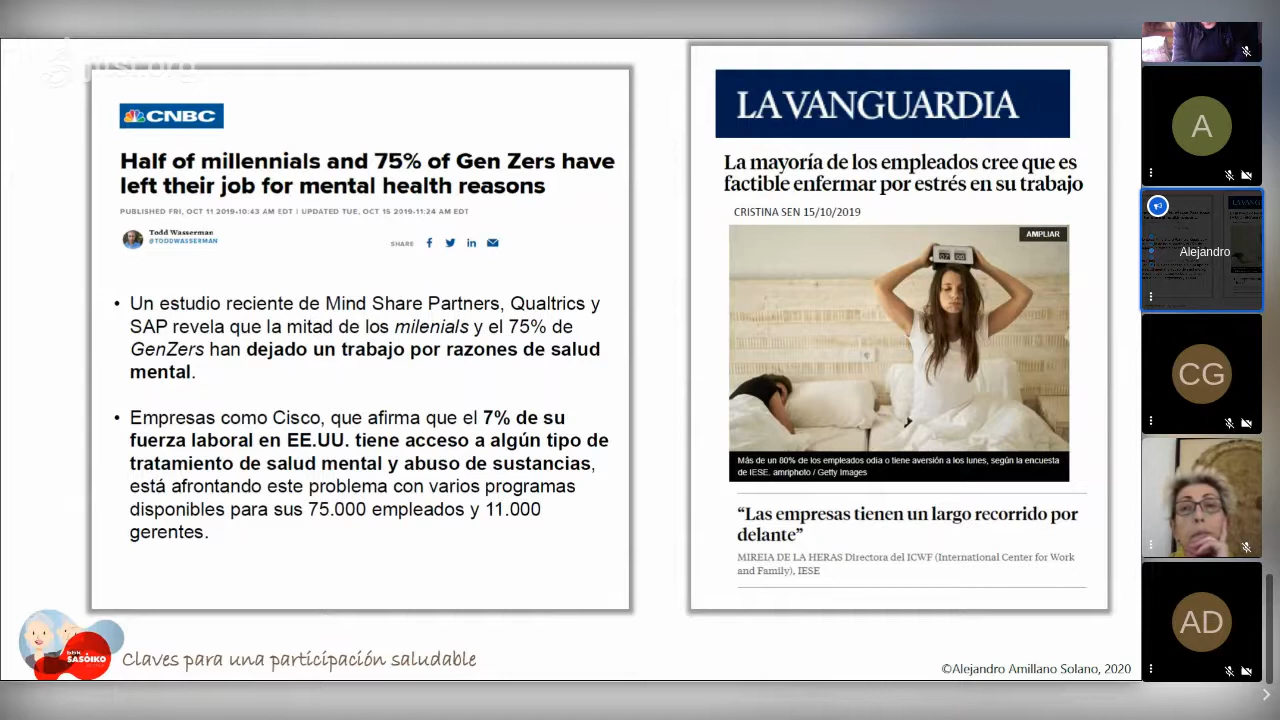 jitsi.org
CNBC
Half of millennials and 75% of Gen Zers have
left their job for mental health reasons
PUBLISHED FRI, OCT 11 2019•10:43 AM EDT | UPDATED TUE, OCT 15 2019•11:24 AM EDT
Todd Wasserman
@TODDWASSERMAN
SHARE
• Un estudio reciente de Mind Share Partners, Qualtrics y
SAP revela que la mitad de los milenials y el 75% de
GenZers han dejado un trabajo por razones de salud
mental.
• Empresas como Cisco, que afirma que el 7% de su
fuerza laboral en EE.UU. tiene acceso a algún tipo de
tratamiento de salud mental y abuso de sustancias,
está afrontando este problema con varios programas
disponibles para sus 75.000 empleados y 11.000
gerentes.
LA VANGUARDIA
La mayoría de los empleados cree que es
factible enfermar por estrés en su trabajo
CRISTINA SEN 15/10/2019
AMPLIAR
Más de un 80% de los empleados odia o tiene aversión a los lunes, según la encuesta
de IESE. amriphoto / Getty Images
“Las empresas tienen un largo recorrido por
delante”
MIREIA DE LA HERAS Directora del ICWF (International Center for Work
and Family), IESE
SASOIKO
Claves para una participación saludable
©Alejandro Amillano Solano, 2020
A
Alejandro
CG
AD